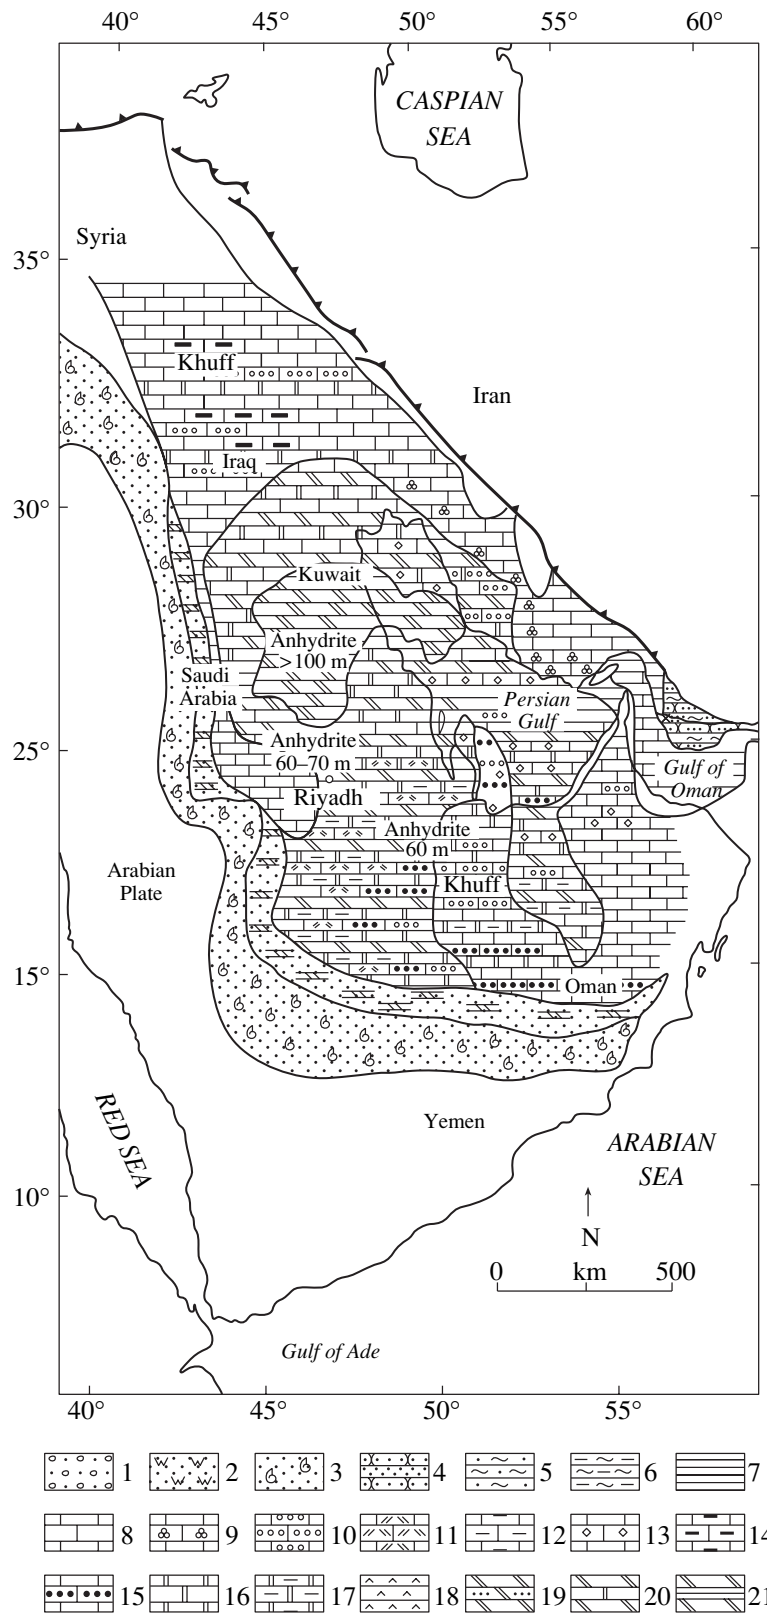 40° 45° 50° 55° 60°
CASPIAN
SEA
Syria
35°
Khuff
Iran
Iraq
30°
Kuwait
Anhydrite
>100 m
Saudi
Arabia
Persian
Gulf
25°
Anhydrite
60–70 m
Gulf of
Oman
Riyadh
Anhydrite
60 m
Arabian
Plate
Khuff
15°
Oman
RED SEA
Yemen
ARABIAN
SEA
10°
N
0 km 500
Gulf of Ade
40° 45° 50° 55°
1 2 3 4 5 6 7
8 9 10 11 12 13 14
15 16 17 18 19 20 21